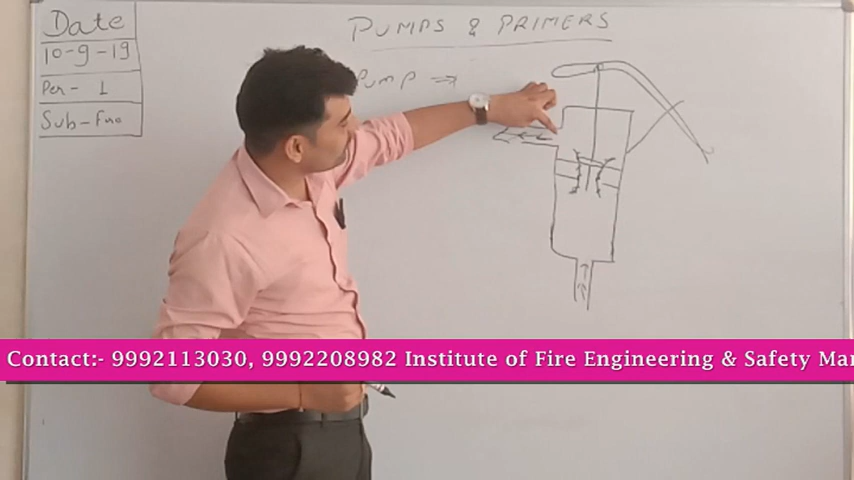 Date
10-9-19
Per- 1
Sub- Fire
PUMPS & PRIMERS
PUMP ⇒
Contact:- 9992113030, 9992208982 Institute of Fire Engineering & Safety Mar